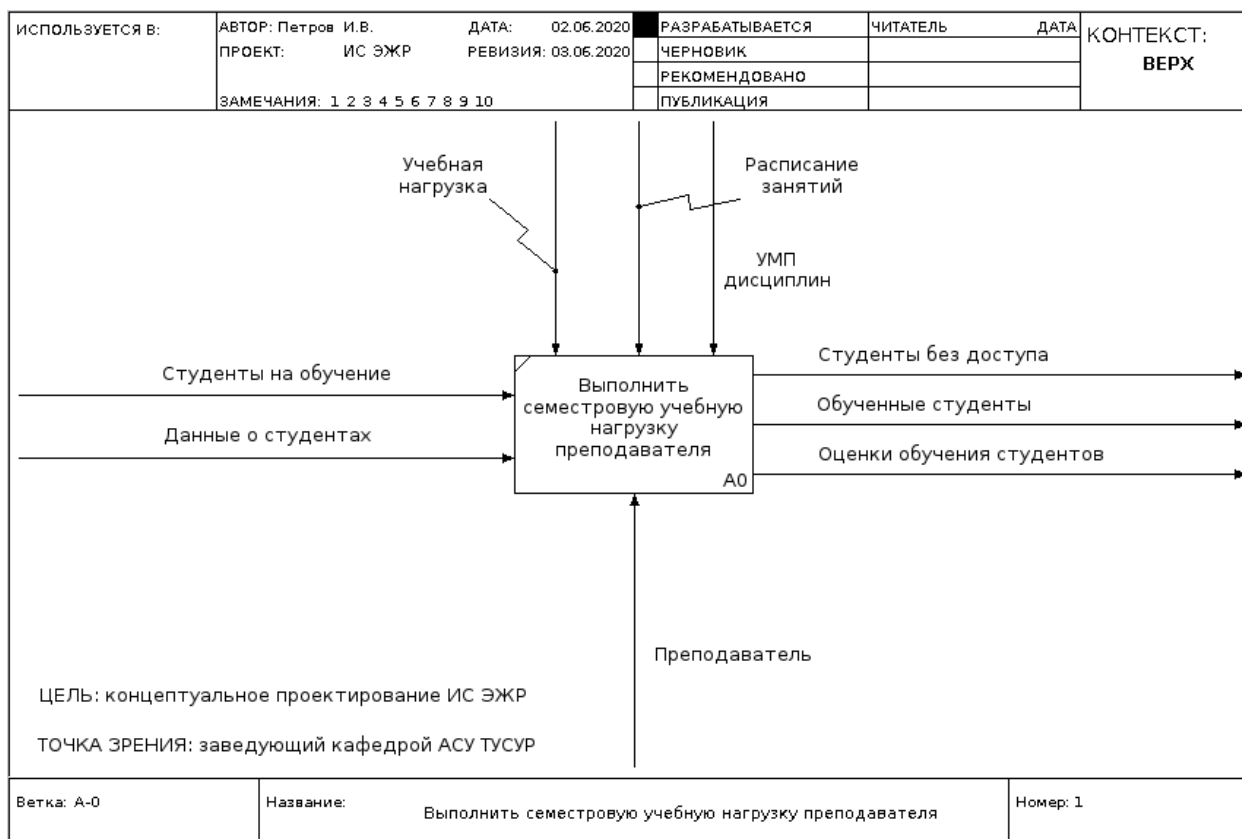 ИСПОЛЬЗУЕТСЯ В:
АВТОР: Петров И.В. ДАТА: 02.06.2020
ПРОЕКТ: ИС ЭЖР РЕВИЗИЯ: 03.06.2020
ЗАМЕЧАНИЯ: 1 2 3 4 5 6 7 8 9 10
РАЗРАБАТЫВАЕТСЯ
ЧЕРНОВИК
РЕКОМЕНДОВАНО
ПУБЛИКАЦИЯ
ЧИТАТЕЛЬ ДАТА
КОНТЕКСТ:
ВЕРХ
Учебная
нагрузка
Расписание
занятий
УМП
дисциплин
Студенты на обучение
Данные о студентах
Выполнить
семестровую учебную
нагрузку
преподавателя
A0
Студенты без доступа
Обученные студенты
Оценки обучения студентов
Преподаватель
ЦЕЛЬ: концептуальное проектирование ИС ЭЖР
ТОЧКА ЗРЕНИЯ: заведующий кафедрой АСУ ТУСУР
Ветка: A-0
Название:
Выполнить семестровую учебную нагрузку преподавателя
Номер: 1